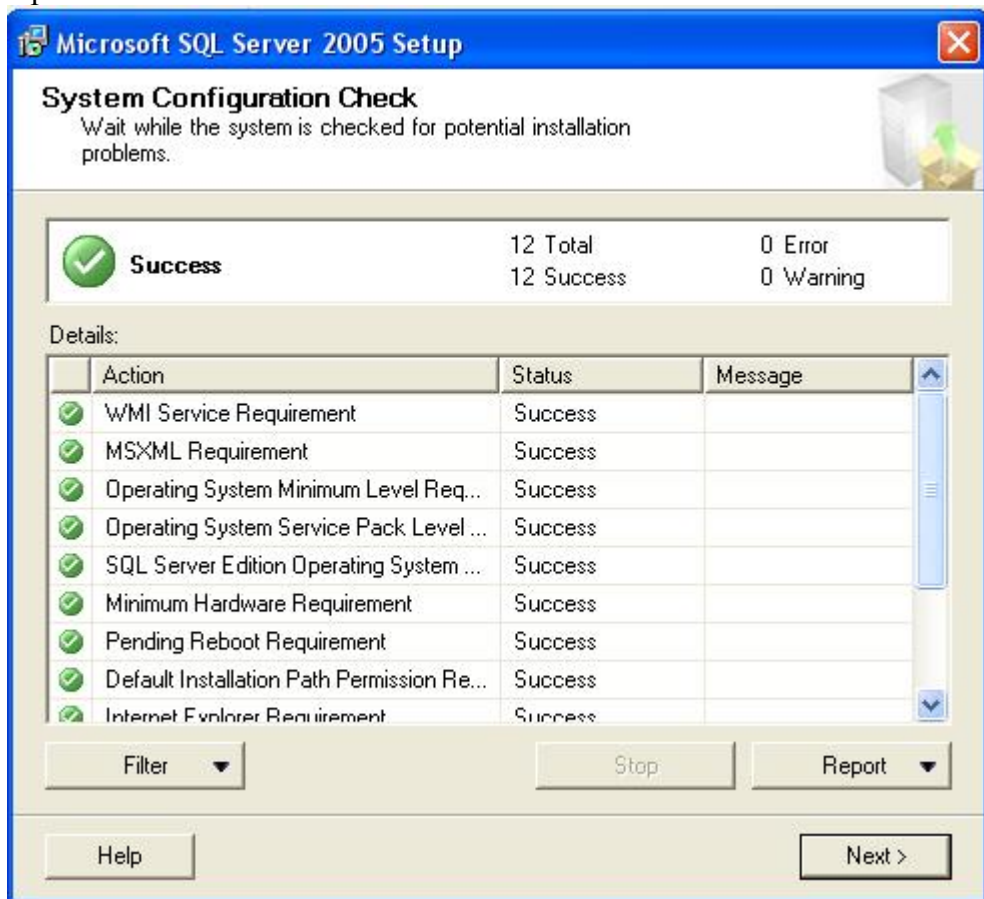 Microsoft SQL Server 2005 Setup
System Configuration Check
Wait while the system is checked for potential installation
problems.
Success
12 Total
0 Error
12 Success
0 Warning
Details:
Action Status Message
WMI Service Requirement Success
MSXML Requirement Success
Operating System Minimum Level Req... Success
Operating System Service Pack Level ... Success
SQL Server Edition Operating System ... Success
Minimum Hardware Requirement Success
Pending Reboot Requirement Success
Default Installation Path Permission Re... Success
Internet Explorer Requirement Success
Filter Stop Report
Help Next >